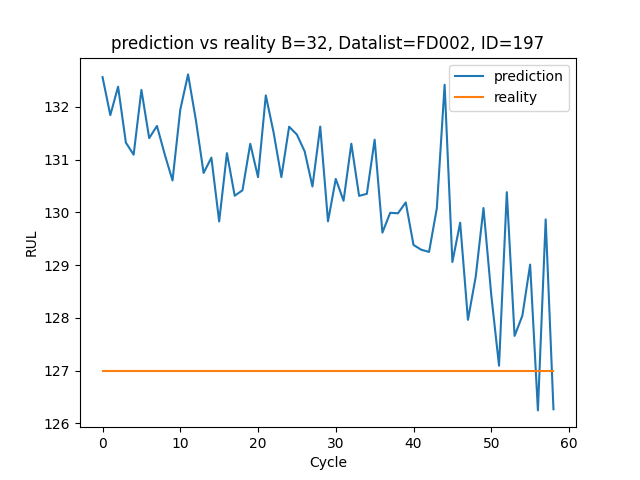 prediction vs reality B=32, Datalist=FD002, ID=197
prediction
reality
132
131
130
129
128
127
126
RUL
0 10 20 30 40 50 60
Cycle